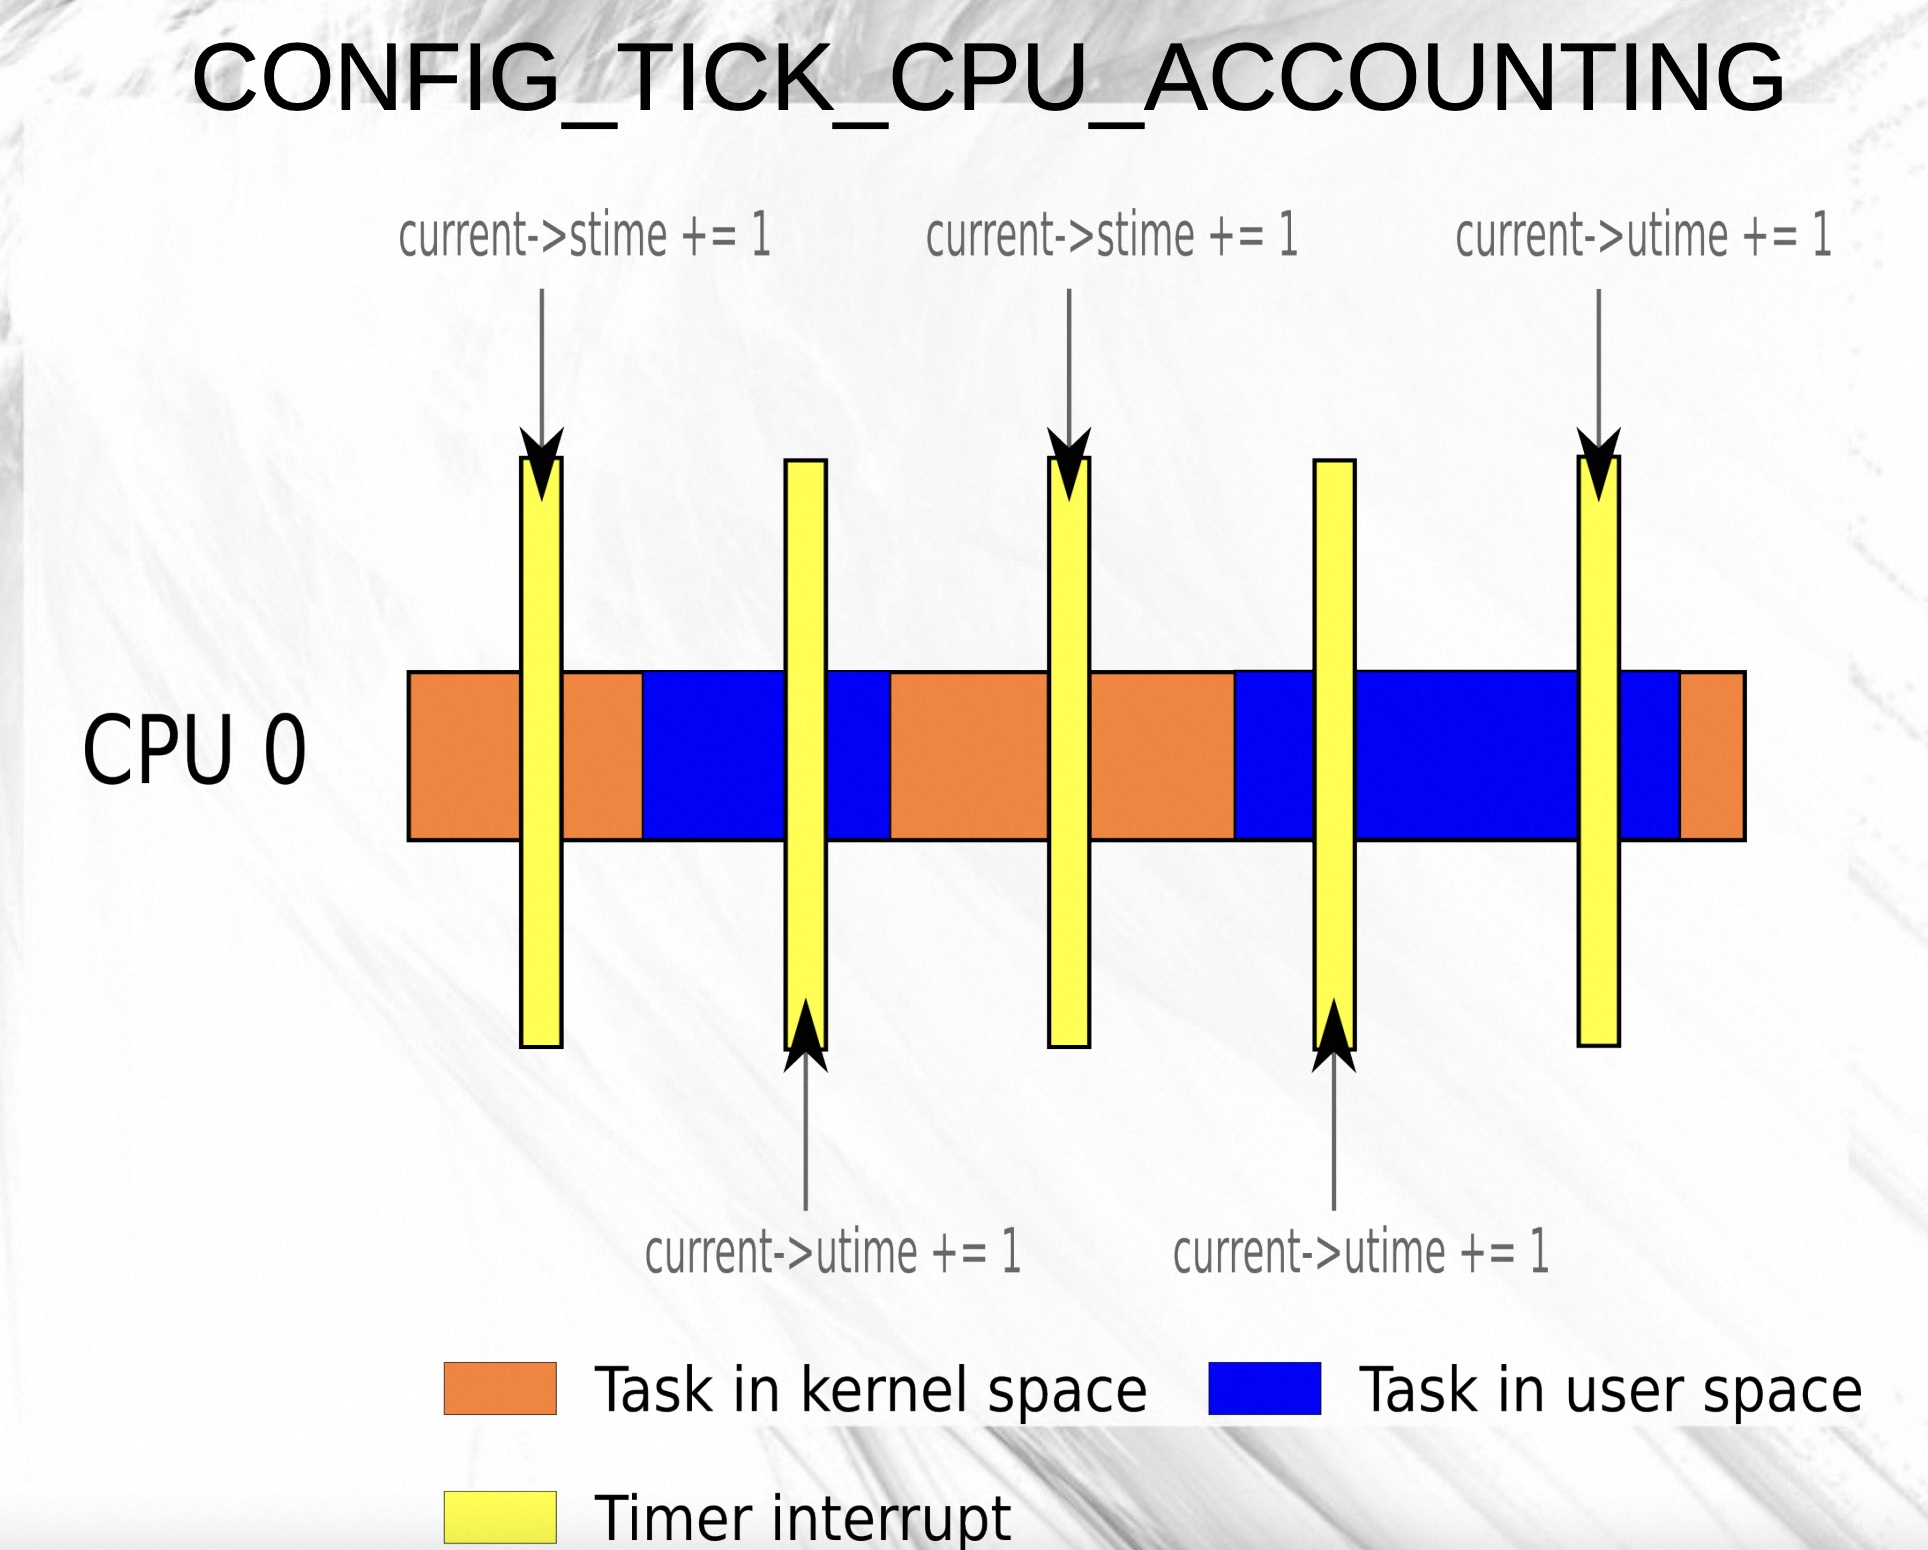 CONFIG_TICK_CPU_ACCOUNTING
current->stime += 1
current->stime += 1
current->utime += 1
CPU 0
current->utime += 1
current->utime += 1
Task in kernel space
Task in user space
Timer interrupt